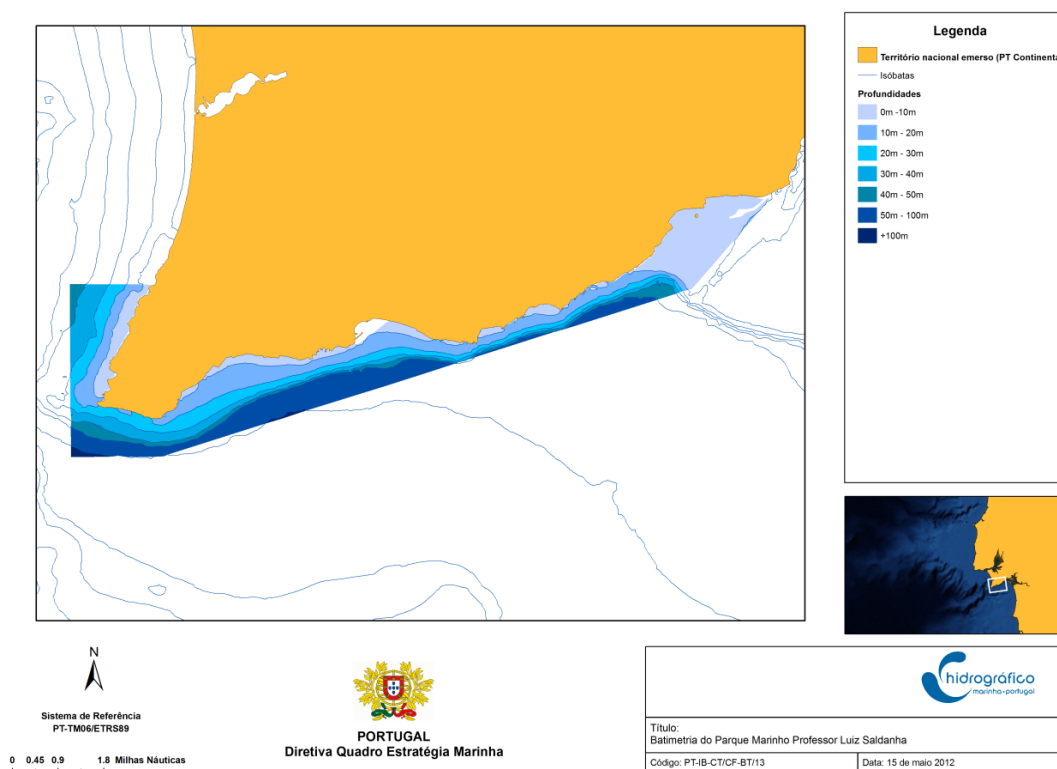 Legenda
Território nacional emerso (PT Continenta
Isóbatas
Profundidades
0m -10m
10m - 20m
20m - 30m
30m - 40m
40m - 50m
50m - 100m
+100m
N
Sistema de Referência
PT-TM06/ETRS89
0 0.45 0.9 1.8 Milhas Náuticas
PORTUGAL
Diretiva Quadro Estratégia Marinha
hidrográfico
marinha-portugal
Título:
Batimetria do Parque Marinho Professor Luiz Saldanha
Código: PT-IB-CT/CF-BT/13
Data: 15 de maio 2012